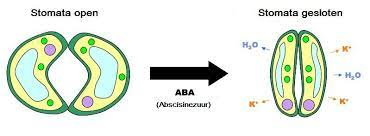 Stomata open
Stomata gesloten
H₂O
K⁺
H₂O
K⁺
K⁺
ABA
(Abscisinezuur)